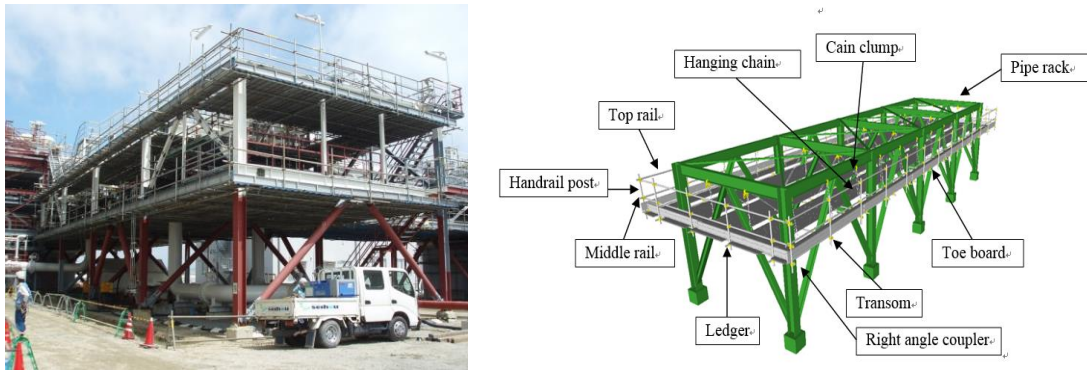 Cain clump
Hanging chain
Pipe rack
Top rail
Handrail post
Middle rail
Toe board
Transom
Ledger
Right angle coupler